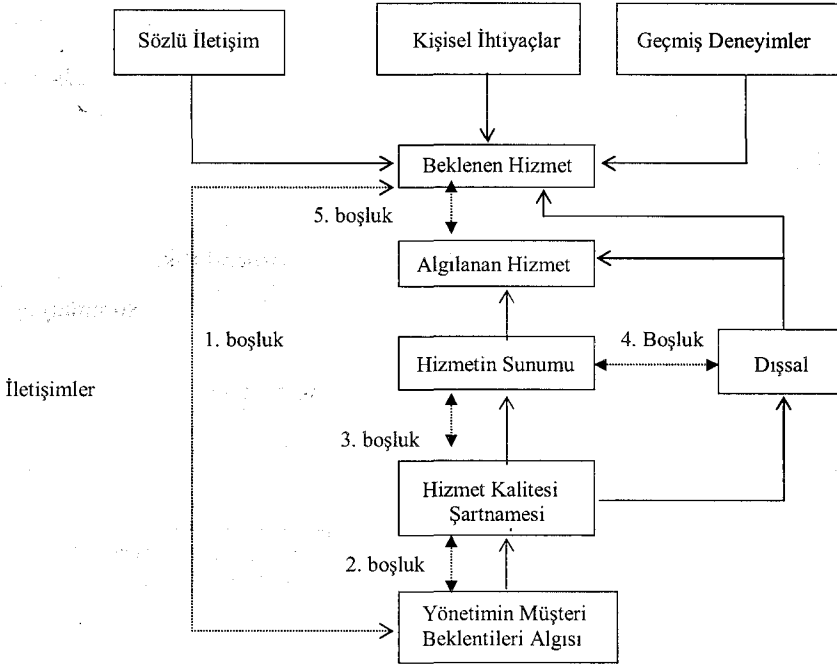 Sözlü İletişim
Kişisel İhtiyaçlar
Geçmiş Deneyimler
Beklenen Hizmet
5. boşluk
Algılanan Hizmet
1. boşluk
4. Boşluk
Hizmetin Sunumu
Dışsal
İletişimler
3. boşluk
Hizmet Kalitesi
Şartnamesi
2. boşluk
Yönetimin Müşteri
Beklentileri Algısı